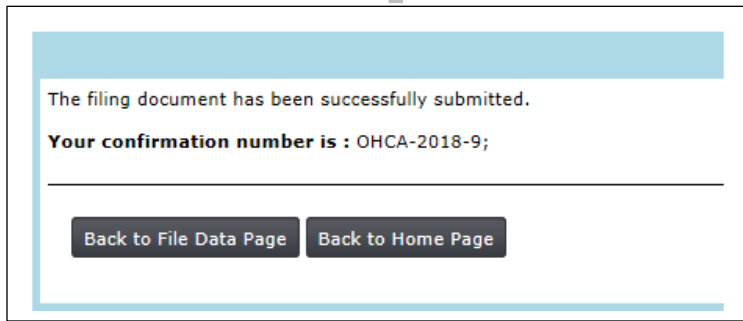 The filing document has been successfully submitted.
Your confirmation number is : OHCA-2018-9;
Back to File Data Page Back to Home Page